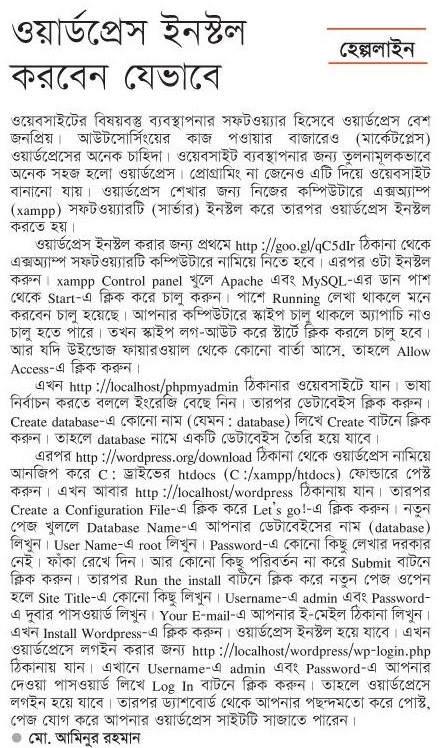 ওয়ার্ডপ্রেস ইনস্টল
করবেন যেভাবে
হেল্পলাইন
ওয়েবসাইটের বিষয়বস্তু ব্যবস্থাপনার সফটওয়্যার হিসেবে ওয়ার্ডপ্রেস বেশ
জনপ্রিয়। আউটসোর্সিংয়ের কাজ পওায়ার বাজারেও (মার্কেটপ্লেস)
ওয়ার্ডপ্রেসের অনেক চাহিদা। ওয়েবসাইট ব্যবস্থাপনার জন্য তুলনামূলকভাবে
অনেক সহজ হলো ওয়ার্ডপ্রেস। প্রোগ্রামিং না জেনেও এটি দিয়ে ওয়েবসাইট
বানানো যায়। ওয়ার্ডপ্রেস শেখার জন্য নিজের কম্পিউটারে এক্সঅ্যাম্প
(xampp) সফটওয়্যারটি (সার্ভার) ইনস্টল করে তারপর ওয়ার্ডপ্রেস ইনস্টল
করতে হয়।
ওয়ার্ডপ্রেস ইনস্টল করার জন্য প্রথমে http ://goo.gl/qC5dIr ঠিকানা থেকে
এক্সঅ্যাম্প সফটওয়্যারটি কম্পিউটারে নামিয়ে নিতে হবে। এরপর ওটা ইনস্টল
করুন। xampp Control panel খুলে Apache এবং MySQL-এর ডান পাশ
থেকে Start-এ ক্লিক করে চালু করুন। পাশে Running লেখা থাকলে মনে
করবেন চালু হয়েছে। আপনার কম্পিউটারে স্কাইপ চালু থাকলে অ্যাপাচি নাও
চালু হতে পারে। তখন স্কাইপ লগ-আউট করে স্টার্টে ক্লিক করলে চালু হবে।
আর যদি উইন্ডোজ ফায়ারওয়াল থেকে কোনো বার্তা আসে, তাহলে Allow
Access-এ ক্লিক করুন।
এখন http ://localhost/phpmyadmin ঠিকানার ওয়েবসাইটে যান। ভাষা
নির্বাচন করতে বললে ইংরেজি বেছে নিন। তারপর ডেটাবেইস ক্লিক করুন।
Create database-এ কোনো নাম (যেমন : database) লিখে Create বাটনে ক্লিক
করুন। তাহলে database নামে একটি ডেটাবেইস তৈরি হয়ে যাবে।
এরপর http ://wordpress.org/download ঠিকানা থেকে ওয়ার্ডপ্রেস নামিয়ে
আনজিপ করে C : ড্রাইভের htdocs (C :/xampp/htdocs) ফোল্ডারে পেস্ট
করুন। এখন আবার http ://localhost/wordpress ঠিকানায় যান। তারপর
Create a Configuration File-এ ক্লিক করে Let's go!-এ ক্লিক করুন। নতুন
পেজ খুললে Database Name-এ আপনার ডেটাবেইসের নাম (database)
লিখুন। User Name-এ root লিখুন। Password-এ কোনো কিছু লেখার দরকার
নেই। ফাঁকা রেখে দিন। আর কোনো কিছু পরিবর্তন না করে Submit বাটনে
ক্লিক করুন। তারপর Run the install বাটনে ক্লিক করে নতুন পেজ ওপেন
হলে Site Title-এ কোনো কিছু লিখুন। Username-এ admin এবং Password-
এ দুবার পাসওয়ার্ড লিখুন। Your E-mail-এ আপনার ই-মেইল ঠিকানা লিখুন।
এখন Install Wordpress-এ ক্লিক করুন। ওয়ার্ডপ্রেস ইনস্টল হয়ে যাবে। এখন
ওয়ার্ডপ্রেসে লগইন করার জন্য http ://localhost/wordpress/wp-login.php
ঠিকানায় যান। এখানে Username-এ admin এবং Password-এ আপনার
দেওয়া পাসওয়ার্ড লিখে Log In বাটনে ক্লিক করুন। তাহলে ওয়ার্ডপ্রেসে
লগইন হয়ে যাবে। তারপর ড্যাশবোর্ড থেকে আপনার পছন্দমতো করে পোস্ট,
পেজ যোগ করে আপনার ওয়ার্ডপ্রেস সাইটটি সাজাতে পারেন।
● মো. আমিনুর রহমান